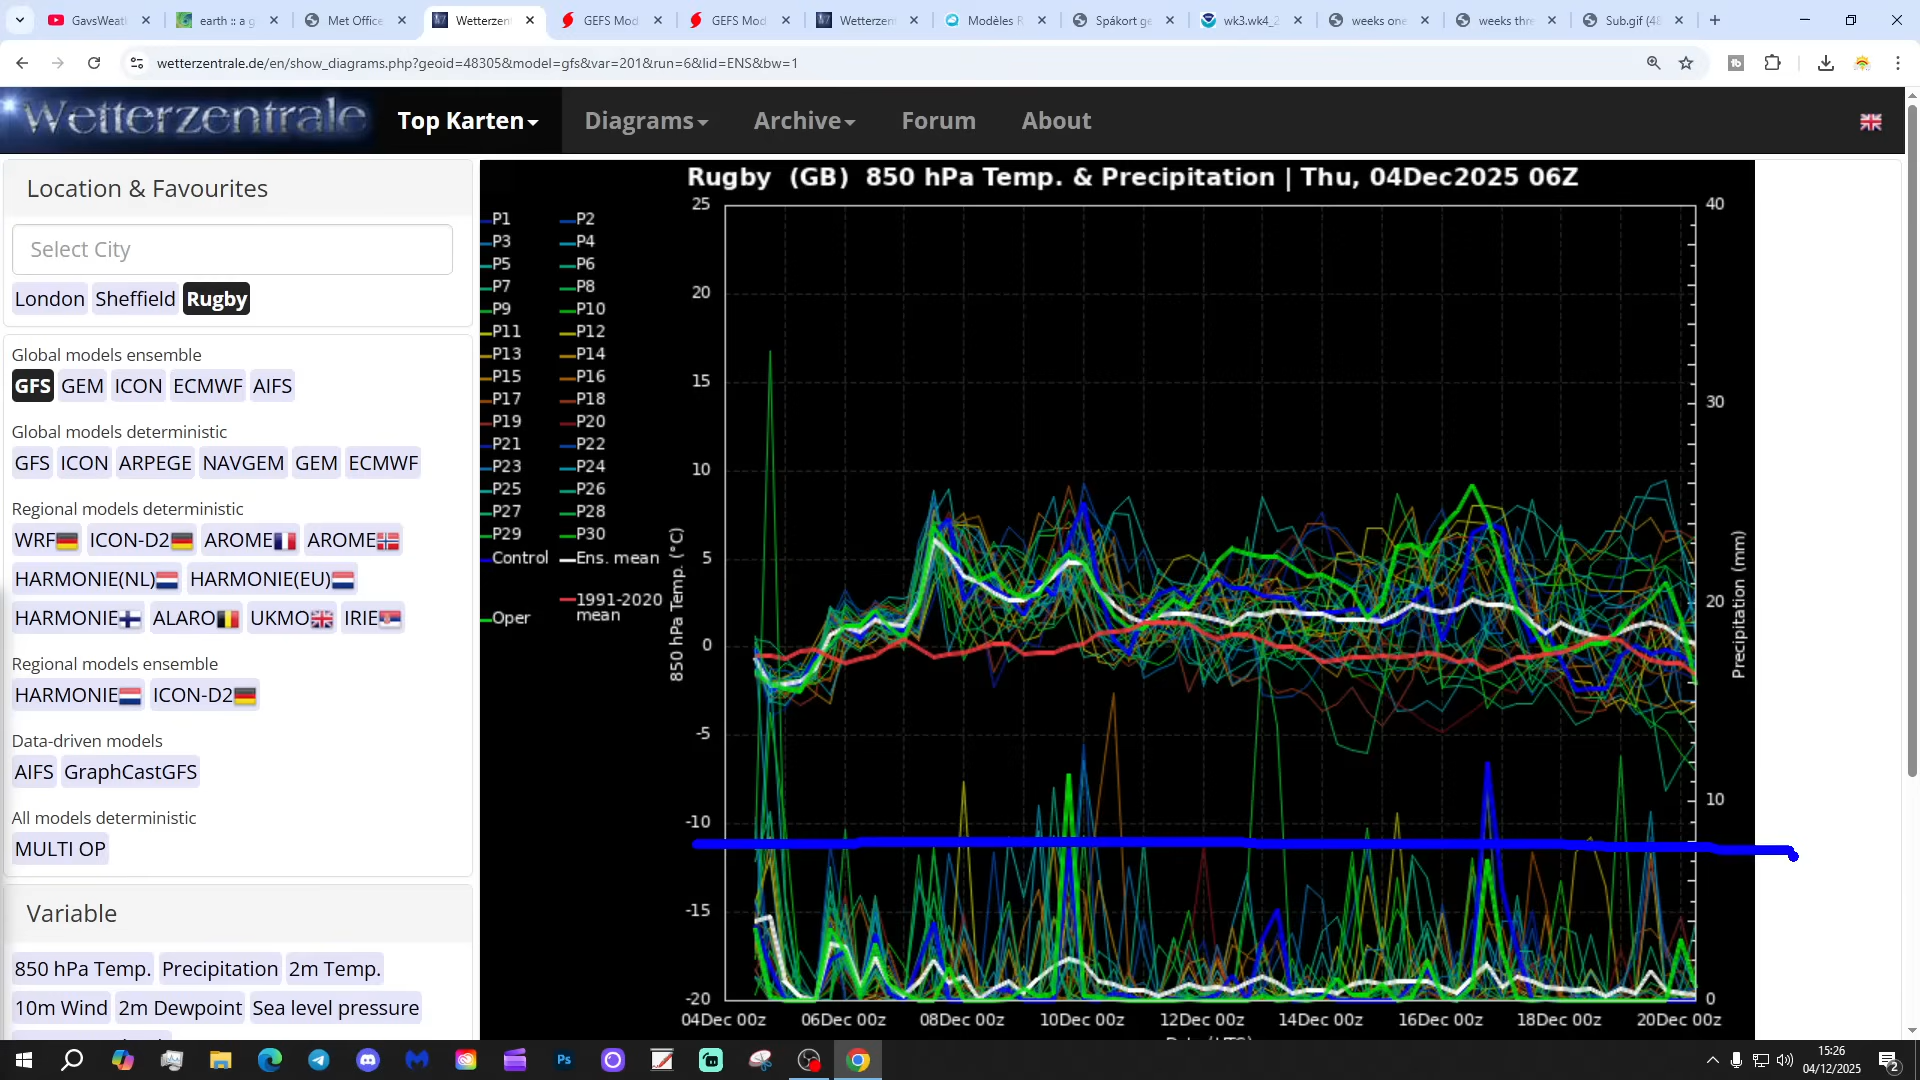 GavsWeat
earth :: a g
Met Office
Wetterzen
GEFS Mod
GEFS Mod
Wetterzen
Modèles
Spåkort ge
wk3.wk4_2
weeks one
weeks thre
Sub.gif (48
wetterzentrale.de/en/show_diagrams.php?geoid=48305&model=gfs&var=201&run=6&lid=ENS&bw=1
Wetterzentrale
Top Karten
Diagrams
Archive
Forum
About
Location & Favourites
Select City
London Sheffield Rugby
Global models ensemble
GFS GEM ICON ECMWF AIFS
Global models deterministic
GFS ICON ARPEGE NAVGEM GEM ECMWF
Regional models deterministic
WRF ICON-D2 AROME AROME
HARMONIE(NL) HARMONIE(EU)
HARMONIE ALARO UKMO IRIE
Regional models ensemble
HARMONIE ICON-D2
Data-driven models
AIFS GraphCastGFS
All models deterministic
MULTI OP
Variable
850 hPa Temp. Precipitation 2m Temp.
10m Wind 2m Dewpoint Sea level pressure
Rugby (GB) 850 hPa Temp. & Precipitation | Thu, 04Dec2025 06Z
P1 P2
P3 P4
P5 P6
P7 P8
P9 P10
P11 P12
P13 P14
P15 P16
P17 P18
P19 P20
P21 P22
P23 P24
P25 P26
P27 P28
P29 P30
Control Ens. mean
Oper 1991-2020 mean
850 hPa Temp. (°C)
25
20
15
10
5
0
-5
-10
-15
-20
40
30
20
10
0
Precipitation (mm)
04Dec 00z 06Dec 00z 08Dec 00z 10Dec 00z 12Dec 00z 14Dec 00z 16Dec 00z 18Dec 00z 20Dec 00z
15:26
04/12/2025
2